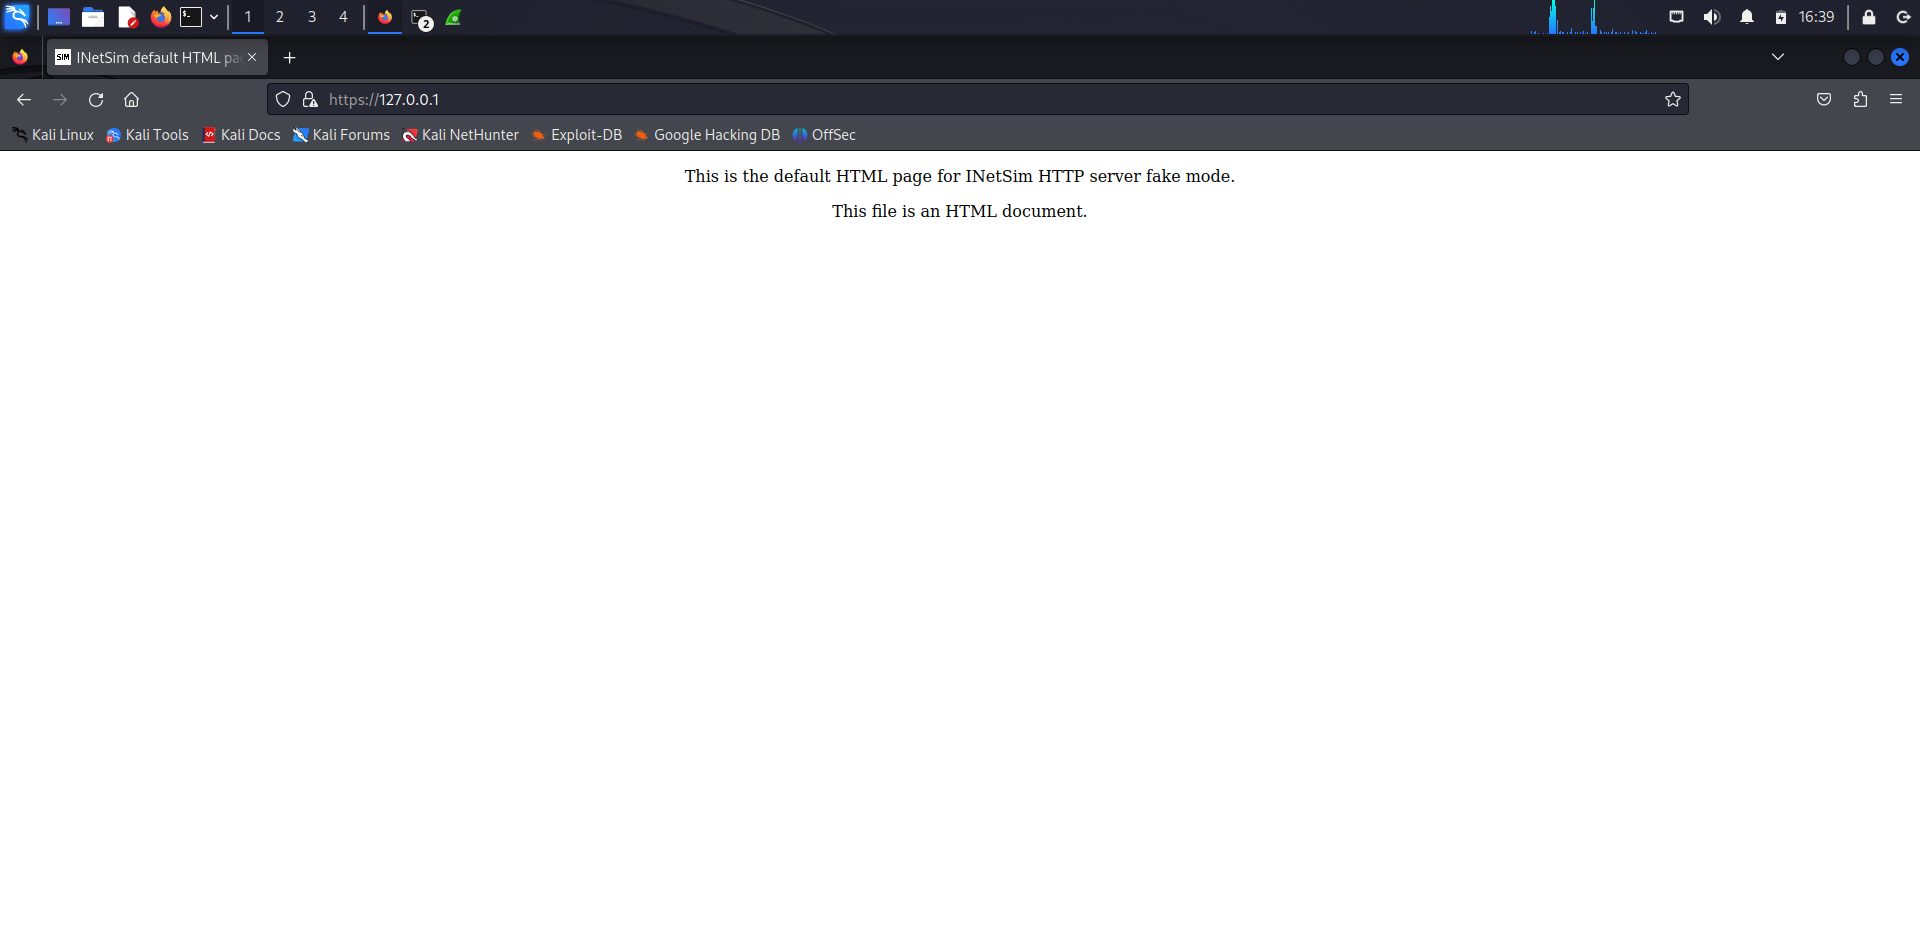 1 2 3 4 2 16:39
SIM INetSim default HTML pa
https://127.0.0.1
Kali Linux Kali Tools Kali Docs Kali Forums Kali NetHunter Exploit-DB Google Hacking DB OffSec
This is the default HTML page for INetSim HTTP server fake mode.
This file is an HTML document.